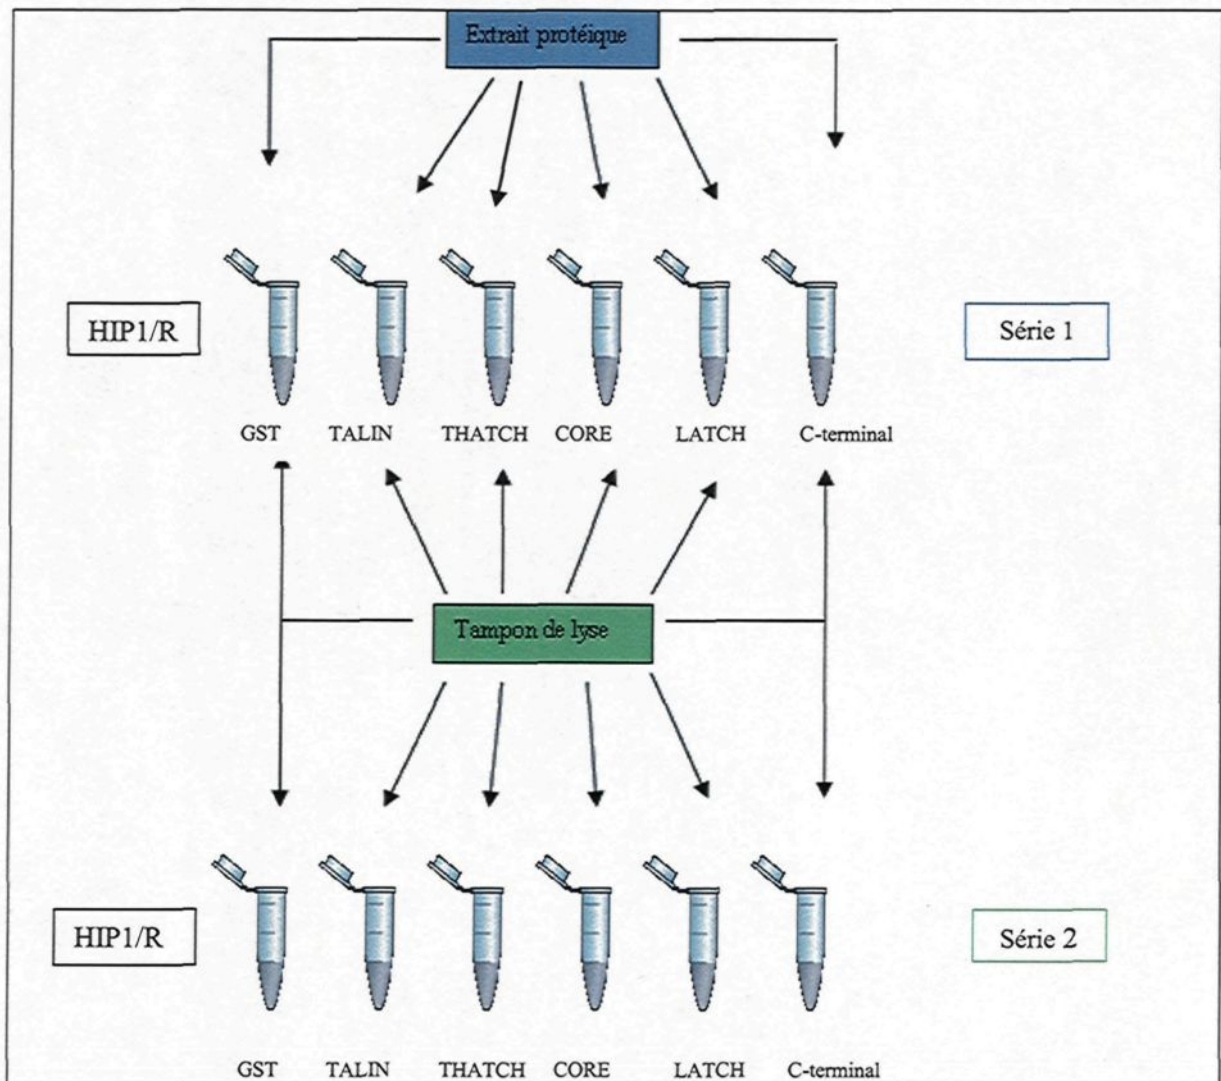 Extrait protéique
HIP1/R
Série 1
GST TALIN THATCH CORE LATCH C-terminal
Tampon de lyse
HIP1/R
Série 2
GST TALIN THATCH CORE LATCH C-terminal